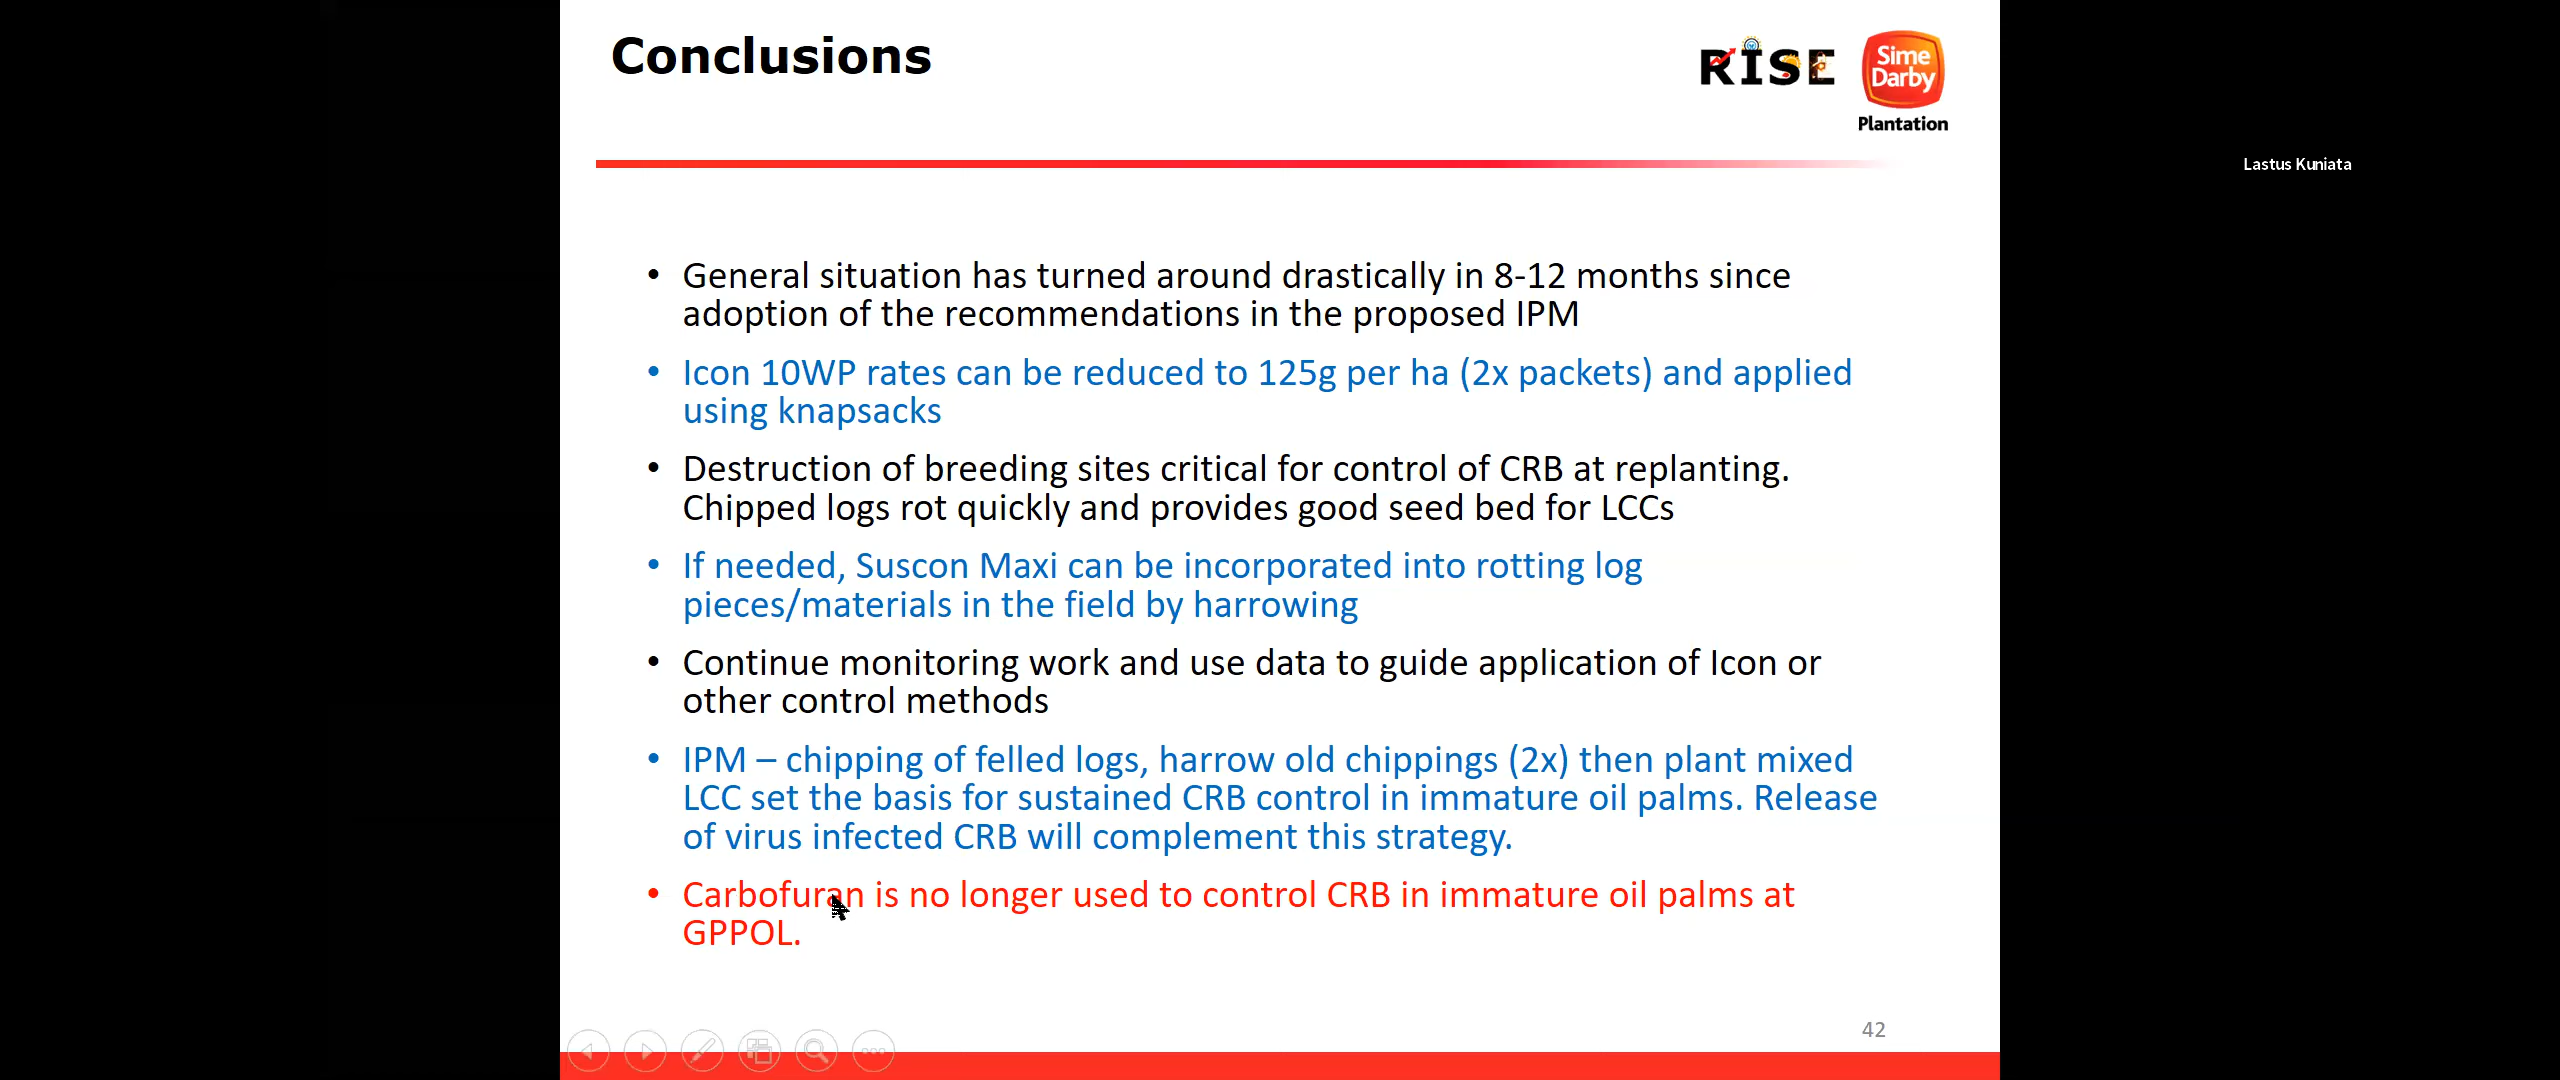 Conclusions
RISE
Sime
Darby
Plantation
Lastus Kuniata
• General situation has turned around drastically in 8-12 months since
adoption of the recommendations in the proposed IPM
• Icon 10WP rates can be reduced to 125g per ha (2x packets) and applied
using knapsacks
• Destruction of breeding sites critical for control of CRB at replanting.
Chipped logs rot quickly and provides good seed bed for LCCs
• If needed, Suscon Maxi can be incorporated into rotting log
pieces/materials in the field by harrowing
• Continue monitoring work and use data to guide application of Icon or
other control methods
• IPM – chipping of felled logs, harrow old chippings (2x) then plant mixed
LCC set the basis for sustained CRB control in immature oil palms. Release
of virus infected CRB will complement this strategy.
• Carbofuran is no longer used to control CRB in immature oil palms at
GPPOL.
42